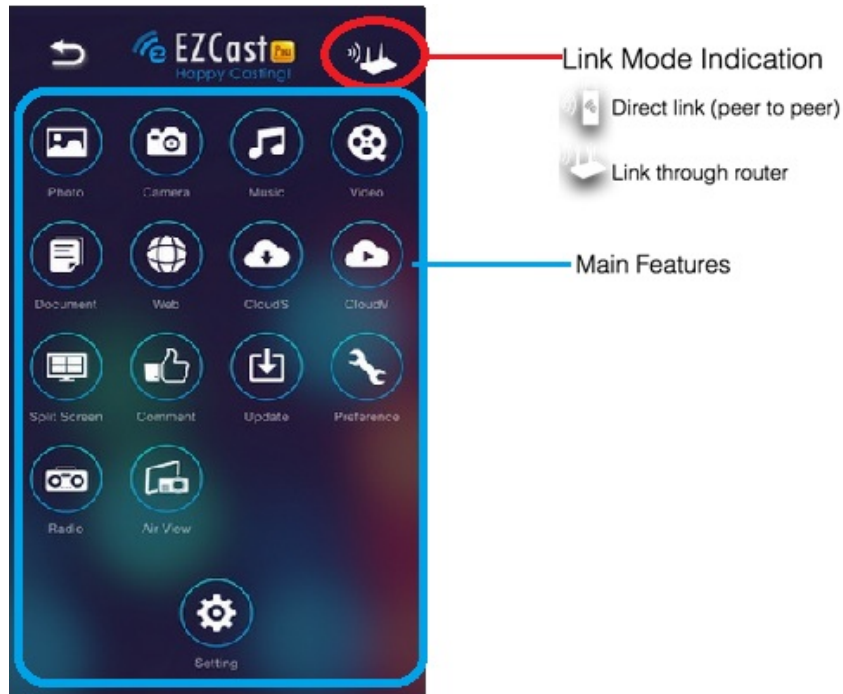 EZCast Pro
Happy Casting!
Link Mode Indication
Direct link (peer to peer)
Link through router
Photo Camera Music Video
Main Features
Document Web CloudS CloudV
Split Screen Comment Update Preference
Radio Air View
Setting